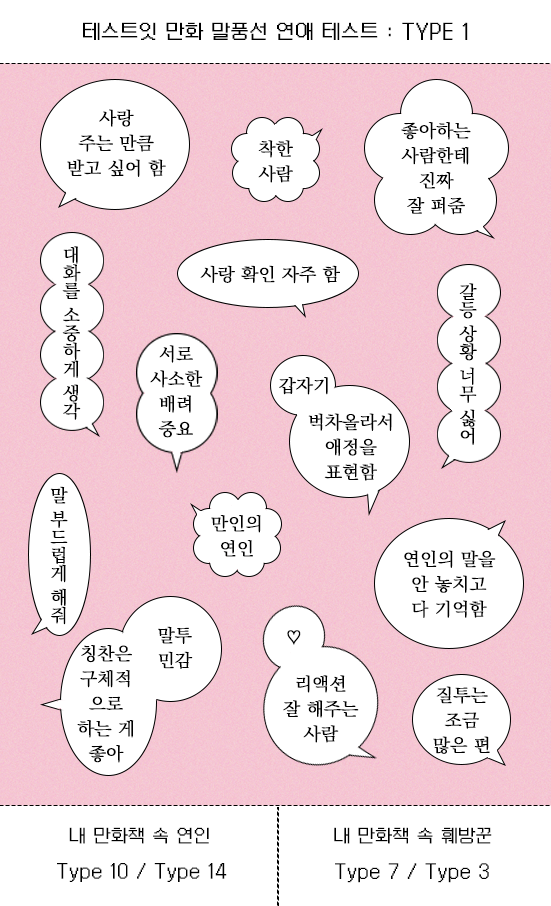 테스트잇 만화 말풍선 연애 테스트 : TYPE 1
사랑
주는 만큼
받고 싶어 함
착한
사람
좋아하는
사람한테
진짜
잘 퍼줌
대화를 소중하게 생각
사랑 확인 자주 함
갈등 상황 너무 싫어
서로
사소한
배려
중요
갑자기
벅차올라서
애정을
표현함
말 부드럽게 해줘
만인의
연인
연인의 말을
안 놓치고
다 기억함
말투
민감
칭찬은
구체적
으로
하는 게
좋아
♡
리액션
잘 해주는
사람
질투는
조금
많은 편
내 만화책 속 연인
Type 10 / Type 14
내 만화책 속 훼방꾼
Type 7 / Type 3